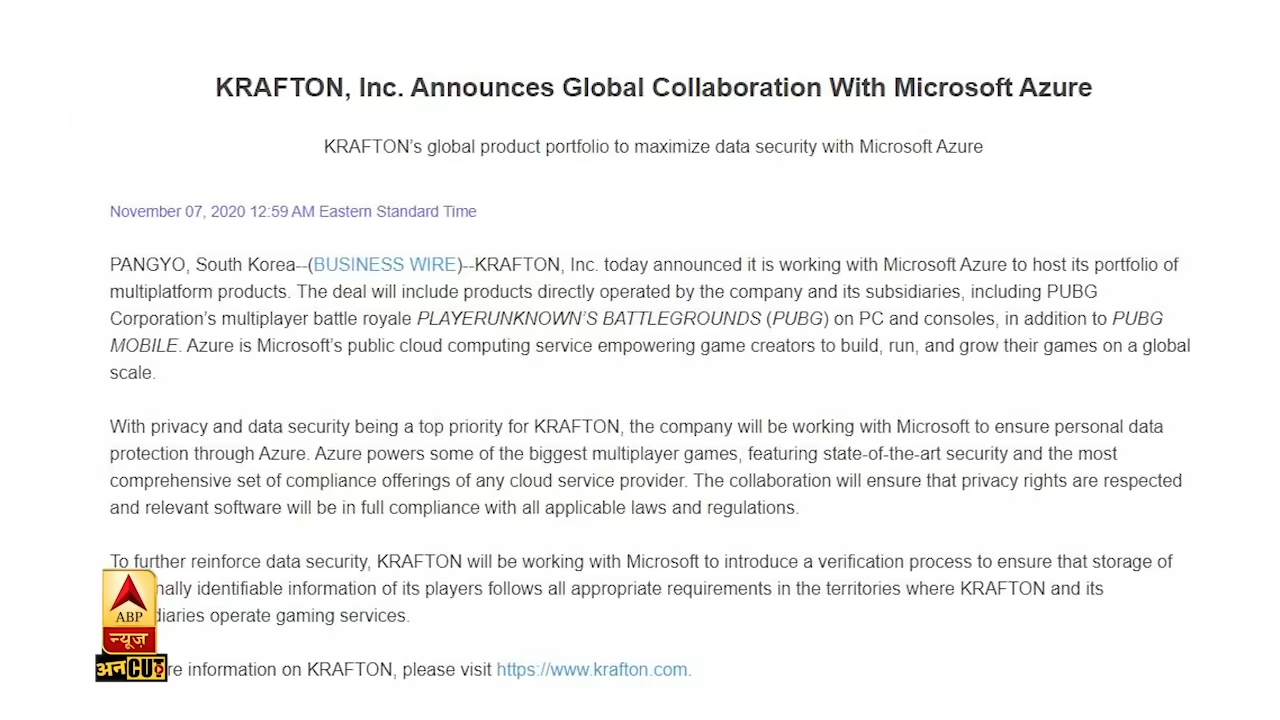 KRAFTON, Inc. Announces Global Collaboration With Microsoft Azure
KRAFTON's global product portfolio to maximize data security with Microsoft Azure
November 07, 2020 12:59 AM Eastern Standard Time
PANGYO, South Korea--(BUSINESS WIRE)--KRAFTON, Inc. today announced it is working with Microsoft Azure to host its portfolio of
multiplatform products. The deal will include products directly operated by the company and its subsidiaries, including PUBG
Corporation's multiplayer battle royale PLAYERUNKNOWN'S BATTLEGROUNDS (PUBG) on PC and consoles, in addition to PUBG
MOBILE. Azure is Microsoft's public cloud computing service empowering game creators to build, run, and grow their games on a global
scale.
With privacy and data security being a top priority for KRAFTON, the company will be working with Microsoft to ensure personal data
protection through Azure. Azure powers some of the biggest multiplayer games, featuring state-of-the-art security and the most
comprehensive set of compliance offerings of any cloud service provider. The collaboration will ensure that privacy rights are respected
and relevant software will be in full compliance with all applicable laws and regulations.
To further reinforce data security, KRAFTON will be working with Microsoft to introduce a verification process to ensure that storage of
nally identifiable information of its players follows all appropriate requirements in the territories where KRAFTON and its
diaries operate gaming services.
re information on KRAFTON, please visit https://www.krafton.com.
ABP
न्यूज़
अनCUT